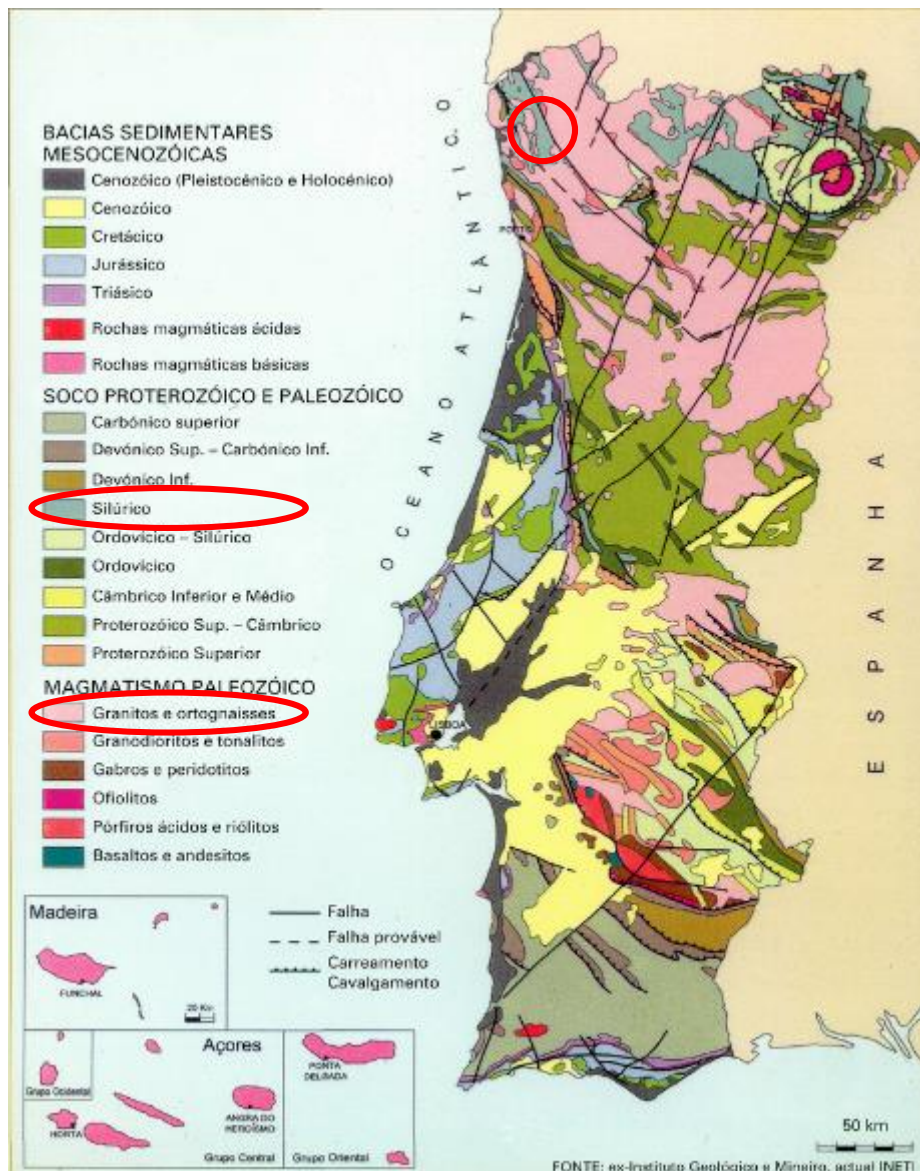 BACIAS SEDIMENTARES
MESOCENOZÓICAS
Cenozóico (Pleistocénico e Holocénico)
Cenozóico
Cretácico
Jurássico
Triásico
Rochas magmáticas ácidas
Rochas magmáticas básicas
SOCO PROTEROZÓICO E PALEOZÓICO
Carbónico superior
Devónico Sup. – Carbónico Inf.
Devónico Inf.
Silúrico
Ordovícico – Silúrico
Ordovícico
Câmbrico Inferior e Médio
Proterozóico Sup. – Câmbrico
Proterozóico Superior
MAGMATISMO PALEOZÓICO
Granitos e ortognaisses
Granodioritos e tonalitos
Gabros e peridotitos
Ofiolitos
Pórfiros ácidos e riólitos
Basaltos e andesitos
OCEANO ATLÂNTICO
PORTO
LISBOA
ESPANHA
Falha
Falha provável
Carreamento
Cavalgamento
Madeira
FUNCHAL
20 Km
Açores
Grupo Ocidental
HORTA
ANGRA DO
HEROÍSMO
Grupo Central
PONTA
DELGADA
Grupo Oriental
50 km
FONTE: ex-Instituto Geológico e Mineiro, actual INETI